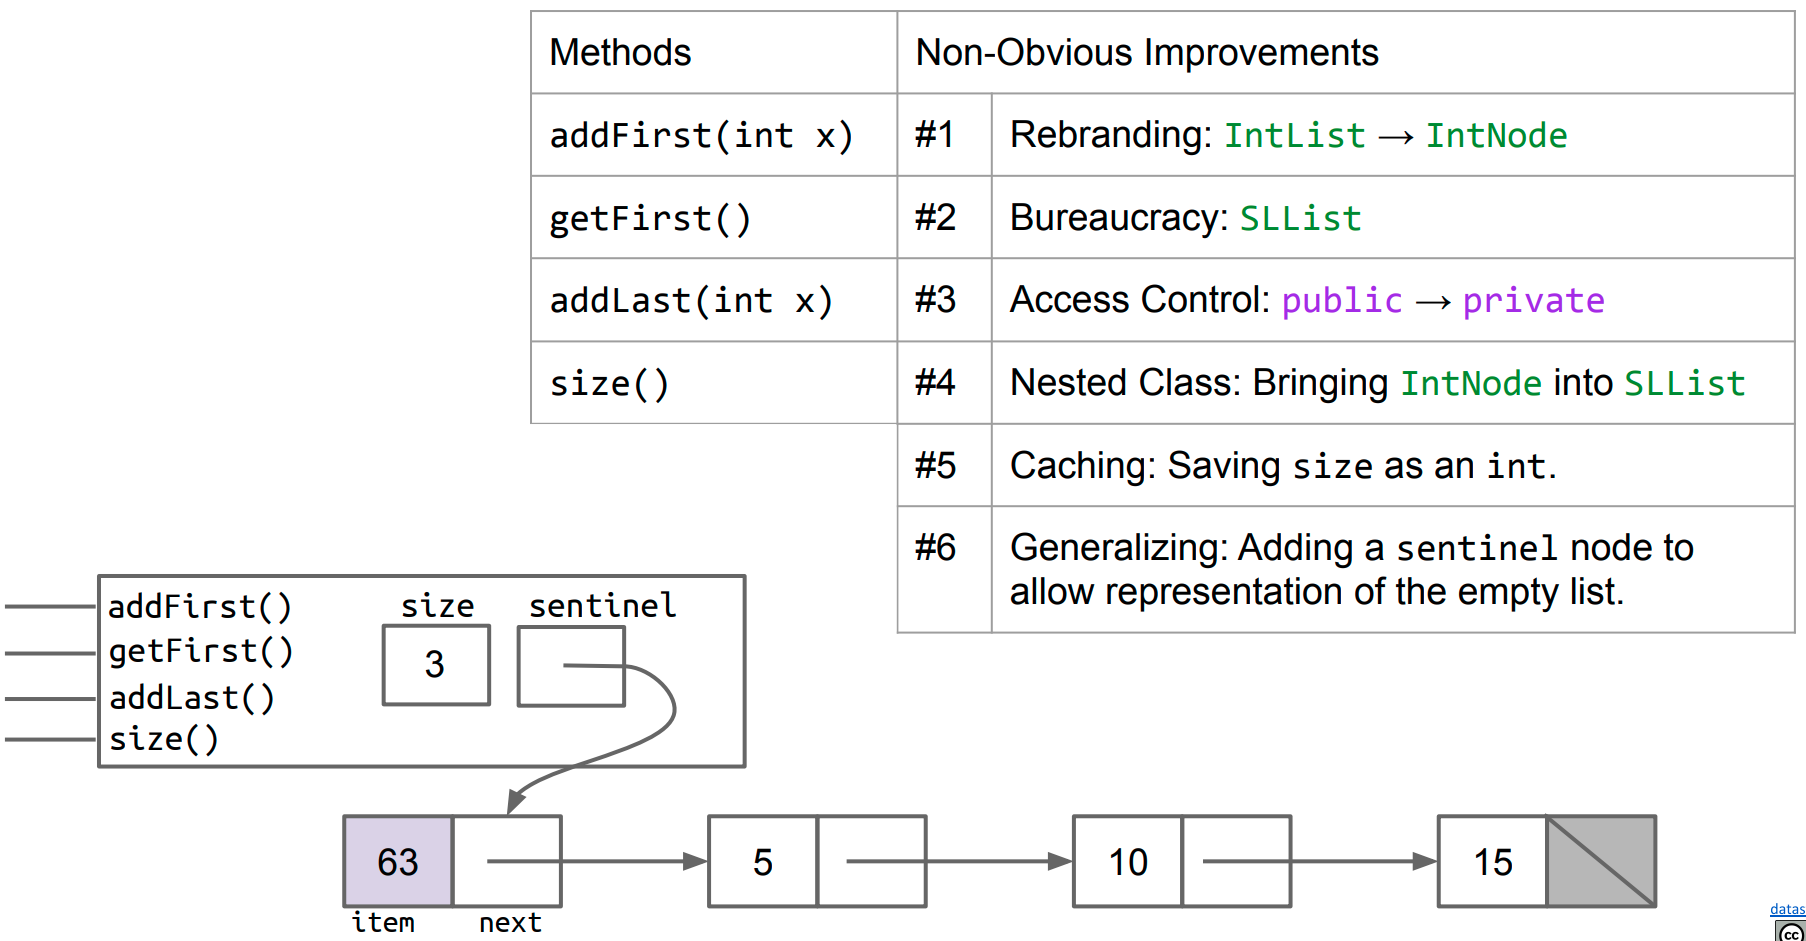 Methods
Non-Obvious Improvements
addFirst(int x)
#1
Rebranding: IntList → IntNode
getFirst()
#2
Bureaucracy: SLList
addLast(int x)
#3
Access Control: public → private
size()
#4
Nested Class: Bringing IntNode into SLList
#5
Caching: Saving size as an int.
#6
Generalizing: Adding a sentinel node to
allow representation of the empty list.
addFirst()
getFirst()
addLast()
size()
size
sentinel
3
63
5
10
15
item
next
datas
cc